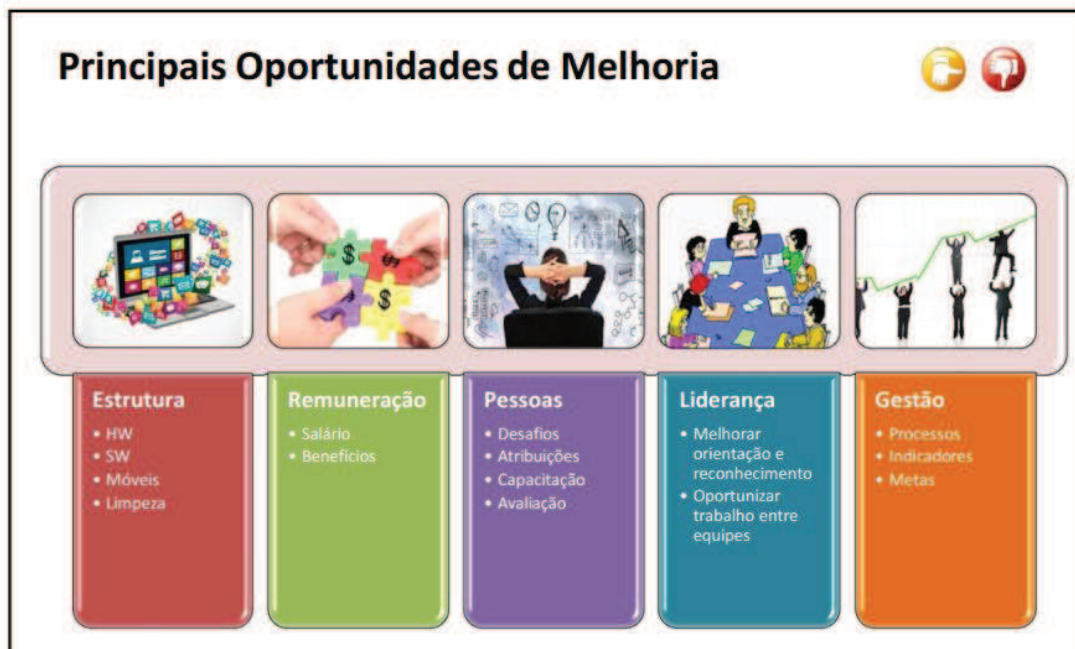 Principais Oportunidades de Melhoria
Estrutura
• HW
• SW
• Móveis
• Limpeza
Remuneração
• Salário
• Benefícios
Pessoas
• Desafios
• Atribuições
• Capacitação
• Avaliação
Liderança
• Melhorar
orientação e
reconhecimento
• Oportunizar
trabalho entre
equipes
Gestão
• Processos
• Indicadores
• Metas